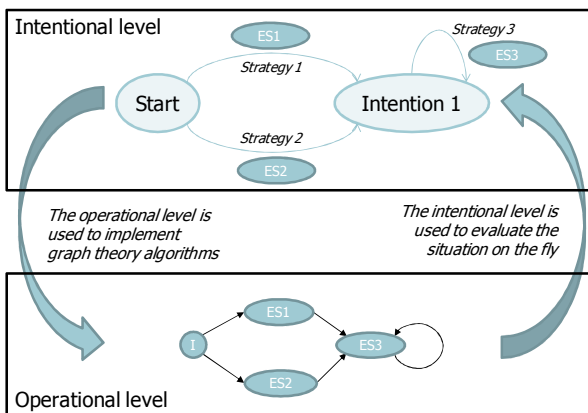 Intentional level
ES1
Strategy 1
Strategy 3
ES3
Start
Intention 1
Strategy 2
ES2
The operational level is
used to implement
graph theory algorithms
The intentional level is
used to evaluate the
situation on the fly
I
ES1
ES3
ES2
Operational level